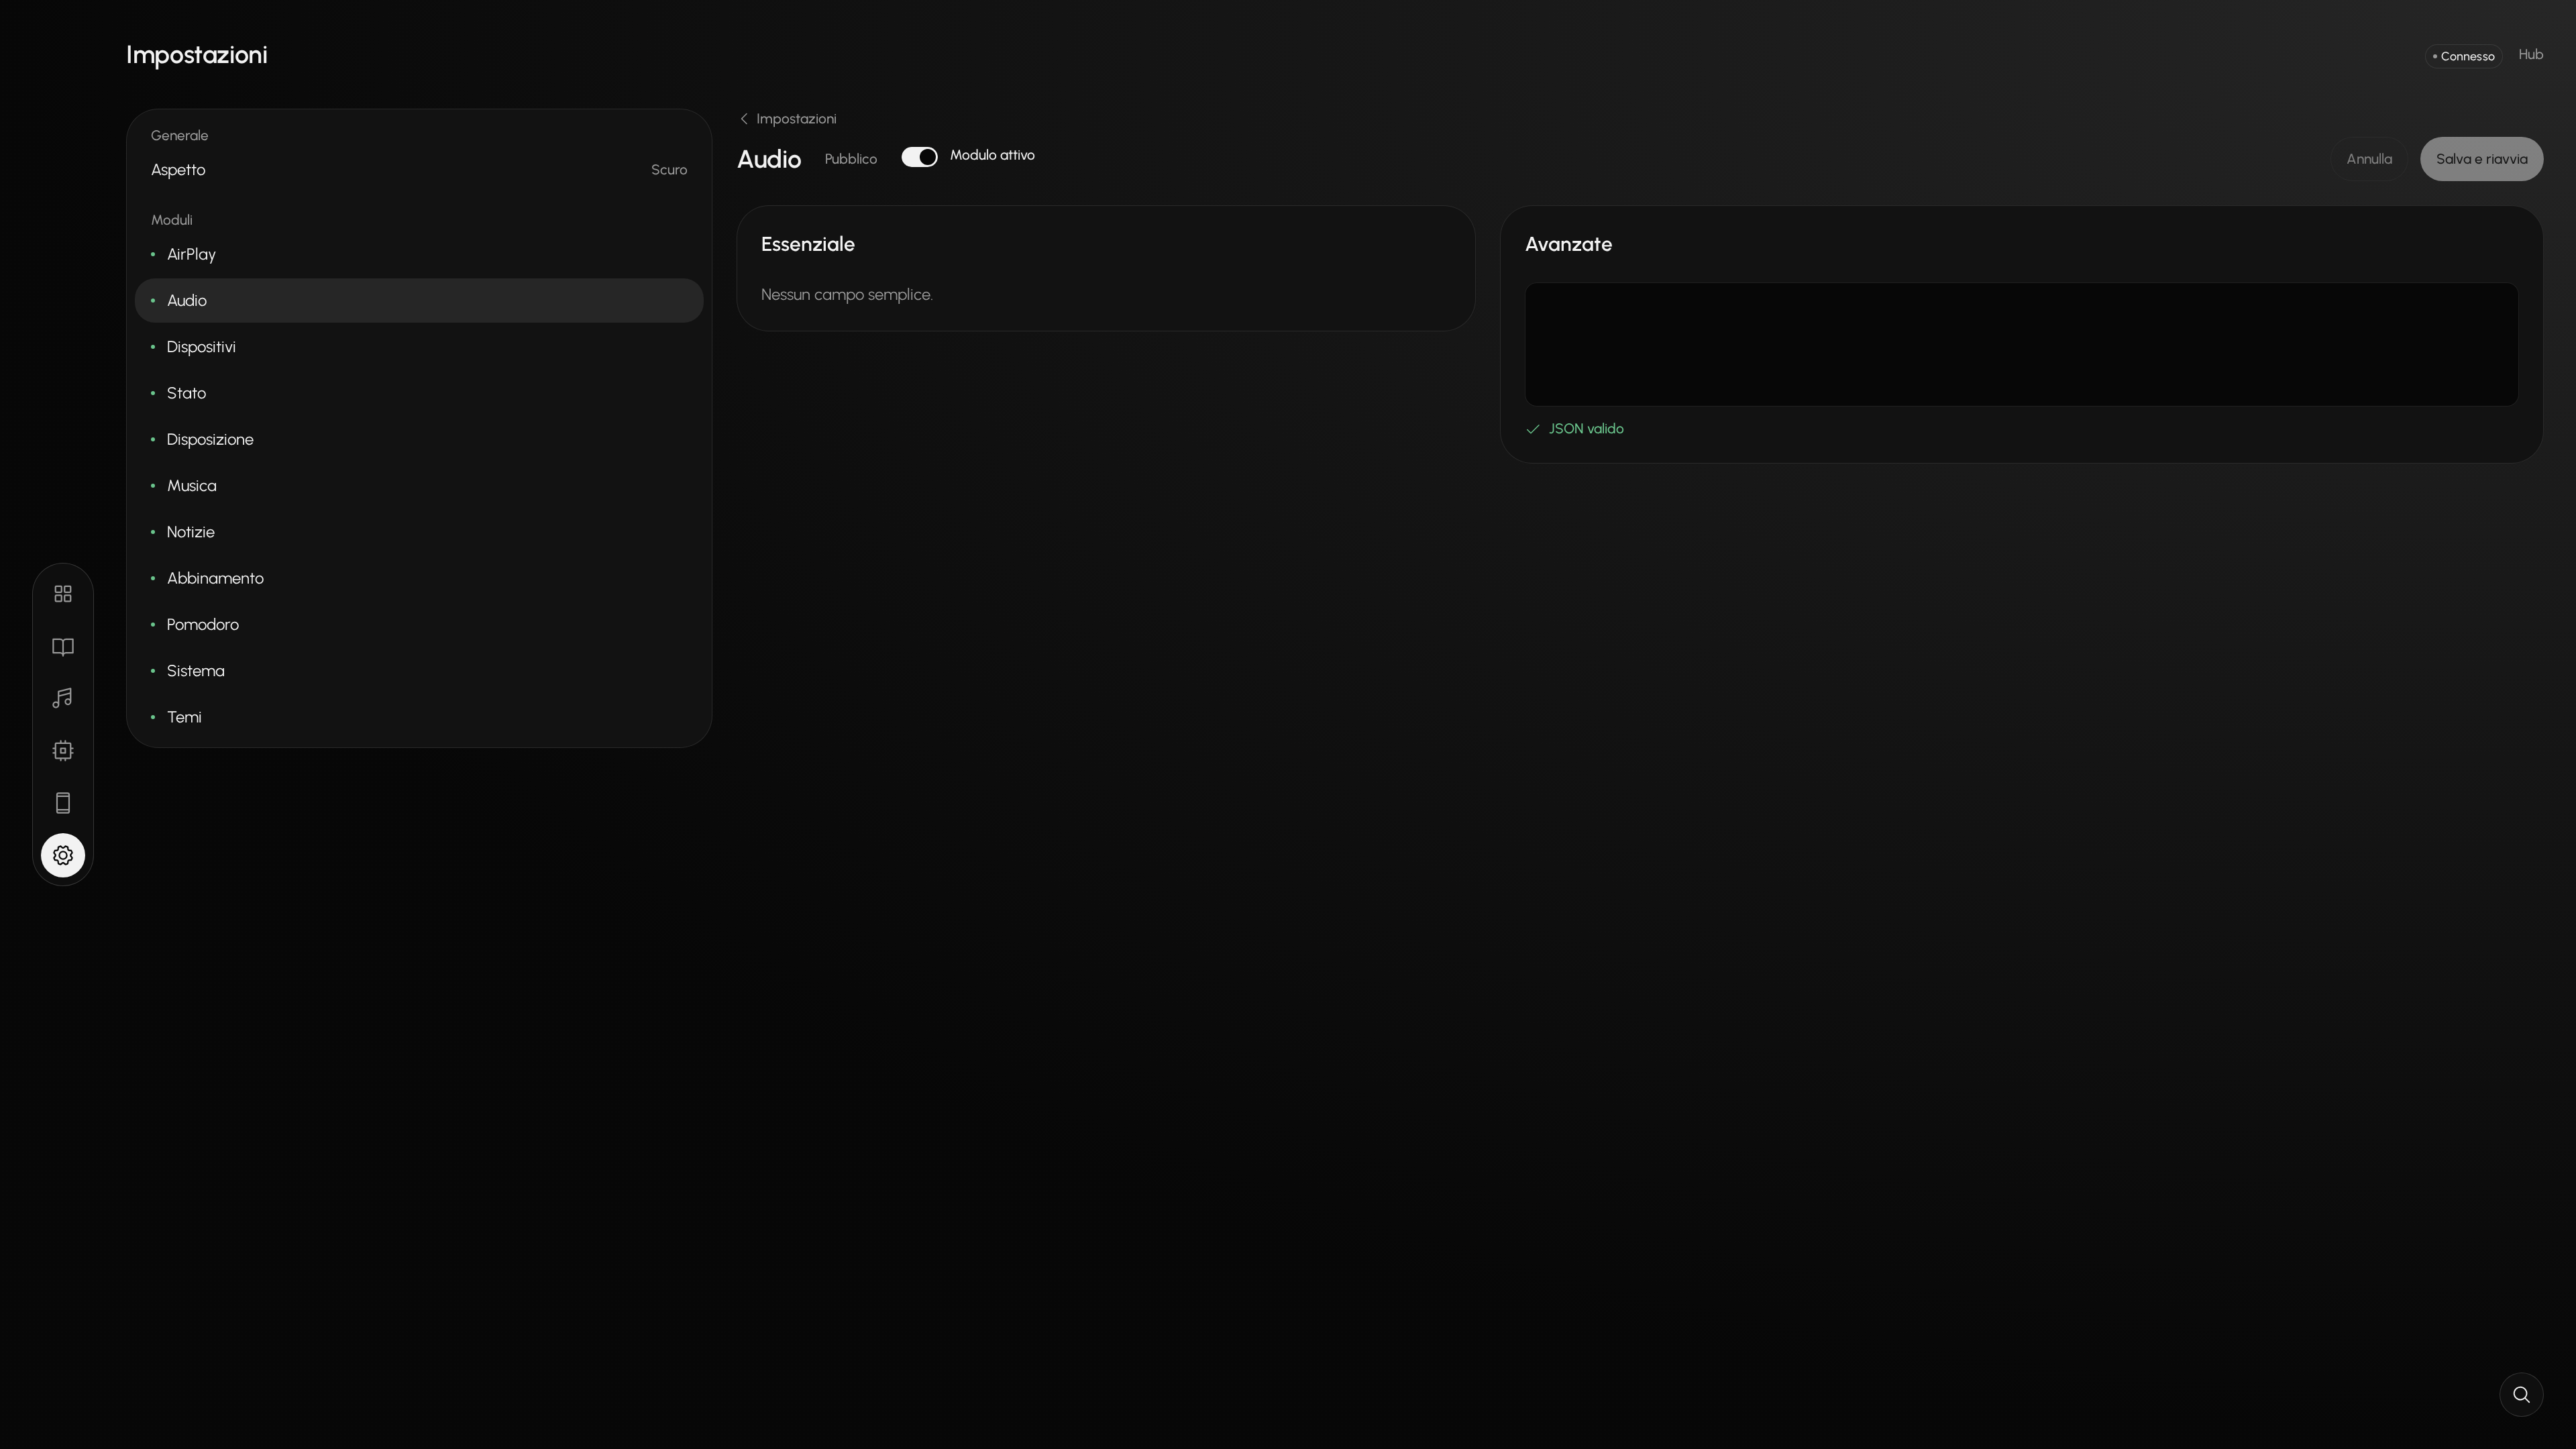 Impostazioni
Connesso
Hub
Generale
Aspetto
Scuro
Moduli
AirPlay
Audio
Dispositivi
Stato
Disposizione
Musica
Notizie
Abbinamento
Pomodoro
Sistema
Temi
Impostazioni
Audio
Pubblico
Modulo attivo
Annulla
Salva e riavvia
Essenziale
Nessun campo semplice.
Avanzate
JSON valido